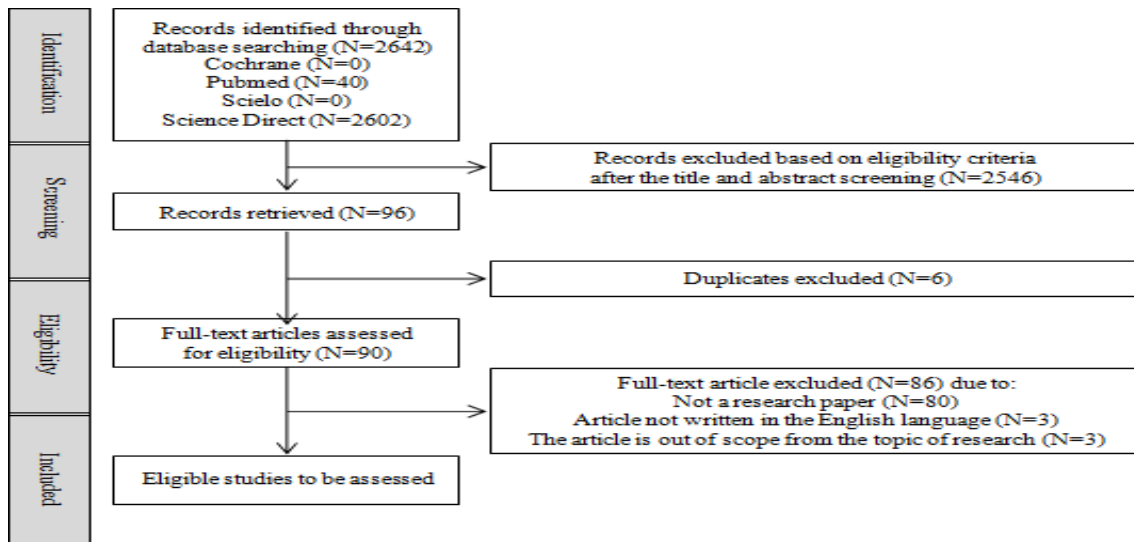 Identification
Records identified through
database searching (N=2642)
Cochrane (N=0)
Pubmed (N=40)
Scielo (N=0)
Science Direct (N=2602)
Screening
Records excluded based on eligibility criteria
after the title and abstract screening (N=2546)
Records retrieved (N=96)
Duplicates excluded (N=6)
Eligibility
Full-text articles assessed
for eligibility (N=90)
Full-text article excluded (N=86) due to:
Not a research paper (N=80)
Article not written in the English language (N=3)
The article is out of scope from the topic of research (N=3)
Included
Eligible studies to be assessed